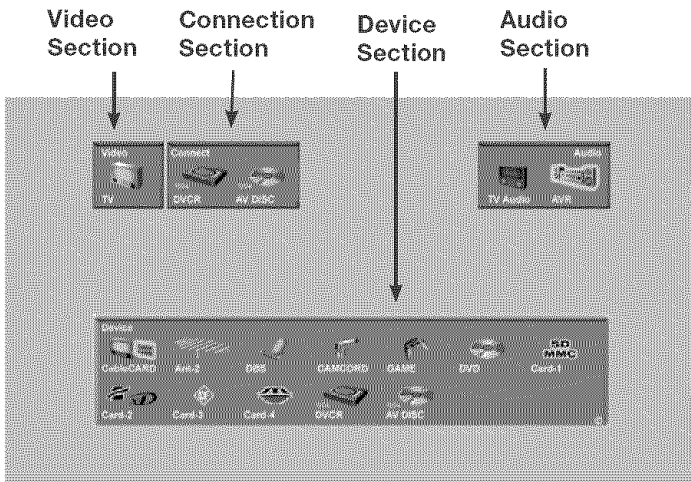 Video Section
Connection Section
Device Section
Audio Section
Video
TV
Connect
DVCR
AV DISC
Audio
TV Audio
AVR
Device
CableCARD
Ant-2
DBS
CAMCORD
GAME
DVD
SD MMC
Card-1
Card-2
Card-3
Card-4
DVCR
AV DISC